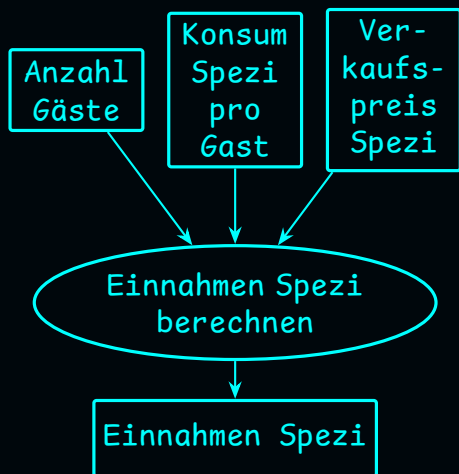 Anzahl
Gäste
Konsum
Spezi
pro
Gast
Ver-
kaufs-
preis
Spezi
Einnahmen Spezi
berechnen
Einnahmen Spezi